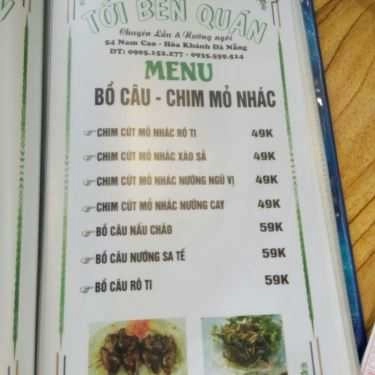 TỚI BẾN QUÁN
Chuyên Lẩu & Nướng ngói
54 Nam Cao - Hòa Khánh Đà Nẵng
MENU
BỒ CÂU - CHIM MỎ NHÁC
CHIM CÚT MỎ NHÁC RÔ TI 49K
CHIM CÚT MỎ NHÁC XÀO SẢ 49K
CHIM CÚT MỎ NHÁC NƯỚNG NGŨ VỊ 49K
CHIM CÚT MỎ NHÁC NƯỚNG CAY 49K
BỒ CÂU NẤU CHÁO 59K
BỒ CÂU NƯỚNG SA TẾ 59K
BỒ CÂU RÔ TI 59K